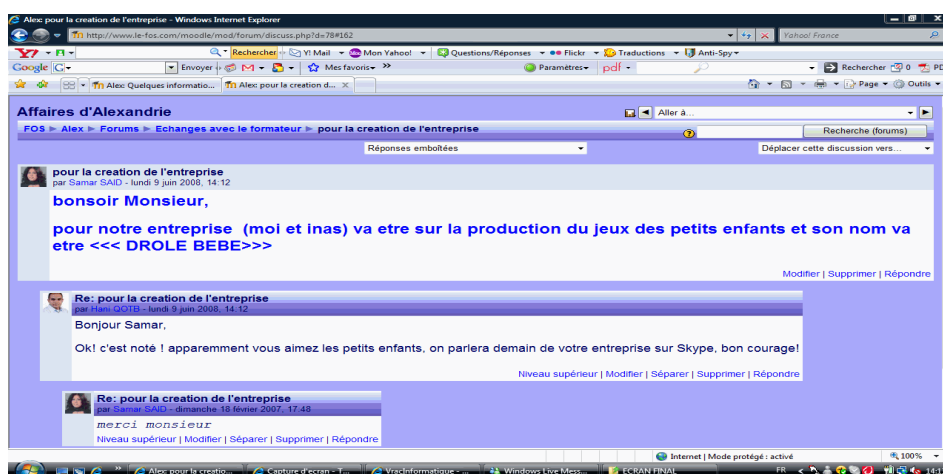 Alex: pour la creation de l'entreprise - Windows Internet Explorer
http://www.le-fos.com/moodle/mod/forum/discuss.php?d=78#162
Yahoo! France
Rechercher Y! Mail Mon Yahoo! Questions/Réponses Flickr Traductions Anti-Spy
Google G Envoyer Mes favoris >> Paramètres pdf Rechercher 0 PD
Alex: Quelques informatio... Alex: pour la creation d... X Page Outils
Affaires d'Alexandrie
Aller à...
FOS ► Alex ► Forums ► Echanges avec le formateur ► pour la creation de l'entreprise
Recherche (forums)
Réponses emboîtées
Déplacer cette discussion vers...
pour la creation de l'entreprise
par Samar SAID - lundi 9 juin 2008, 14:12
bonsoir Monsieur,
pour notre entreprise (moi et inas) va etre sur la production du jeux des petits enfants et son nom va
etre <<< DROLE BEBE>>>
Modifier | Supprimer | Répondre
Re: pour la creation de l'entreprise
par Hani QOTB - lundi 9 juin 2008, 14:12
Bonjour Samar,
Ok! c'est noté ! apparemment vous aimez les petits enfants, on parlera demain de votre entreprise sur Skype, bon courage!
Niveau supérieur | Modifier | Séparer | Supprimer | Répondre
Re: pour la creation de l'entreprise
par Samar SAID - dimanche 18 février 2007, 17:48
merci monsieur
Niveau supérieur | Modifier | Séparer | Supprimer | Répondre
Internet | Mode protégé : activé 100%
Alex: pour la creatio... Capture d'ecran - T... VracInformatique - ... Windows Live Mess... ECRAN FINAL FR